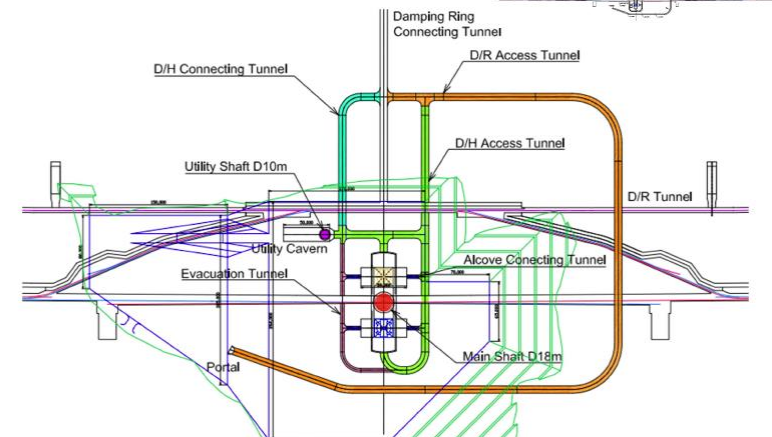 Damping Ring
Connecting Tunnel
D/R Access Tunnel
D/H Connecting Tunnel
D/H Access Tunnel
Utility Shaft D10m
D/R Tunnel
Utility Cavern
Alcove Conecting Tunnel
Evacuation Tunnel
Main Shaft D18m
Portal